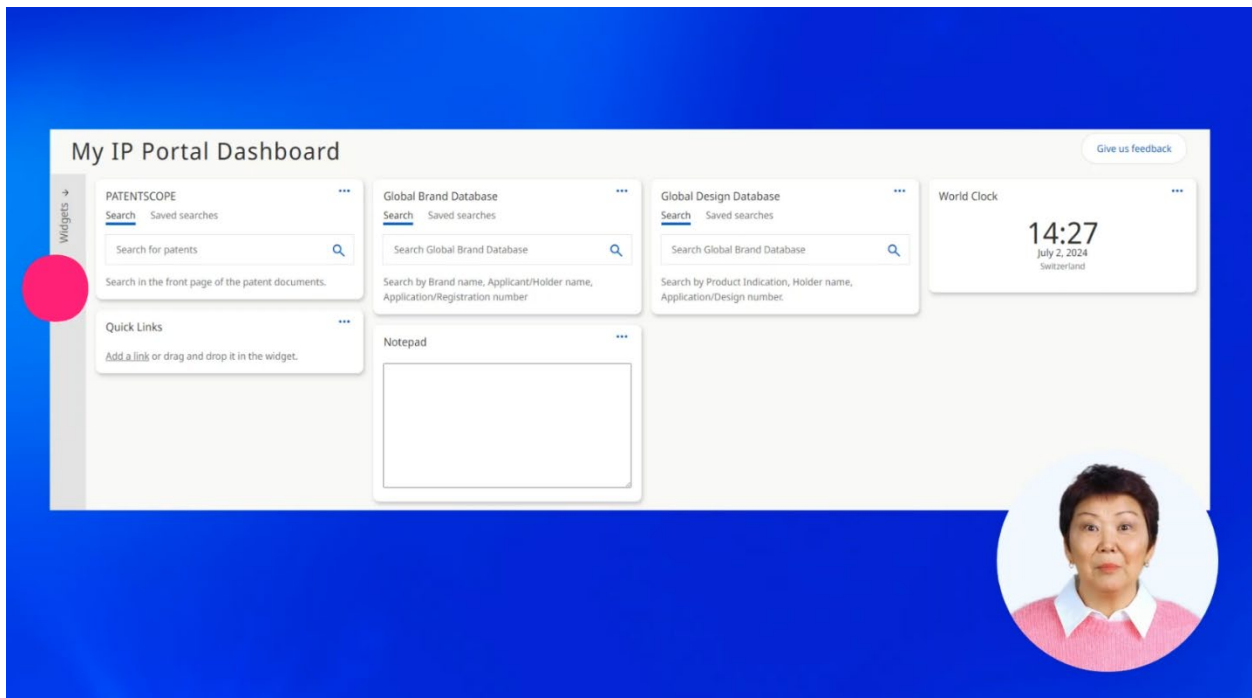 My IP Portal Dashboard
Give us feedback
Widgets →
PATENTSCOPE
Search Saved searches
Search for patents
Search in the front page of the patent documents.
Quick Links
Add a link or drag and drop it in the widget.
Global Brand Database
Search Saved searches
Search Global Brand Database
Search by Brand name, Applicant/Holder name,
Application/Registration number
Notepad
Global Design Database
Search Saved searches
Search Global Brand Database
Search by Product Indication, Holder name,
Application/Design number.
World Clock
14:27
July 2, 2024
Switzerland